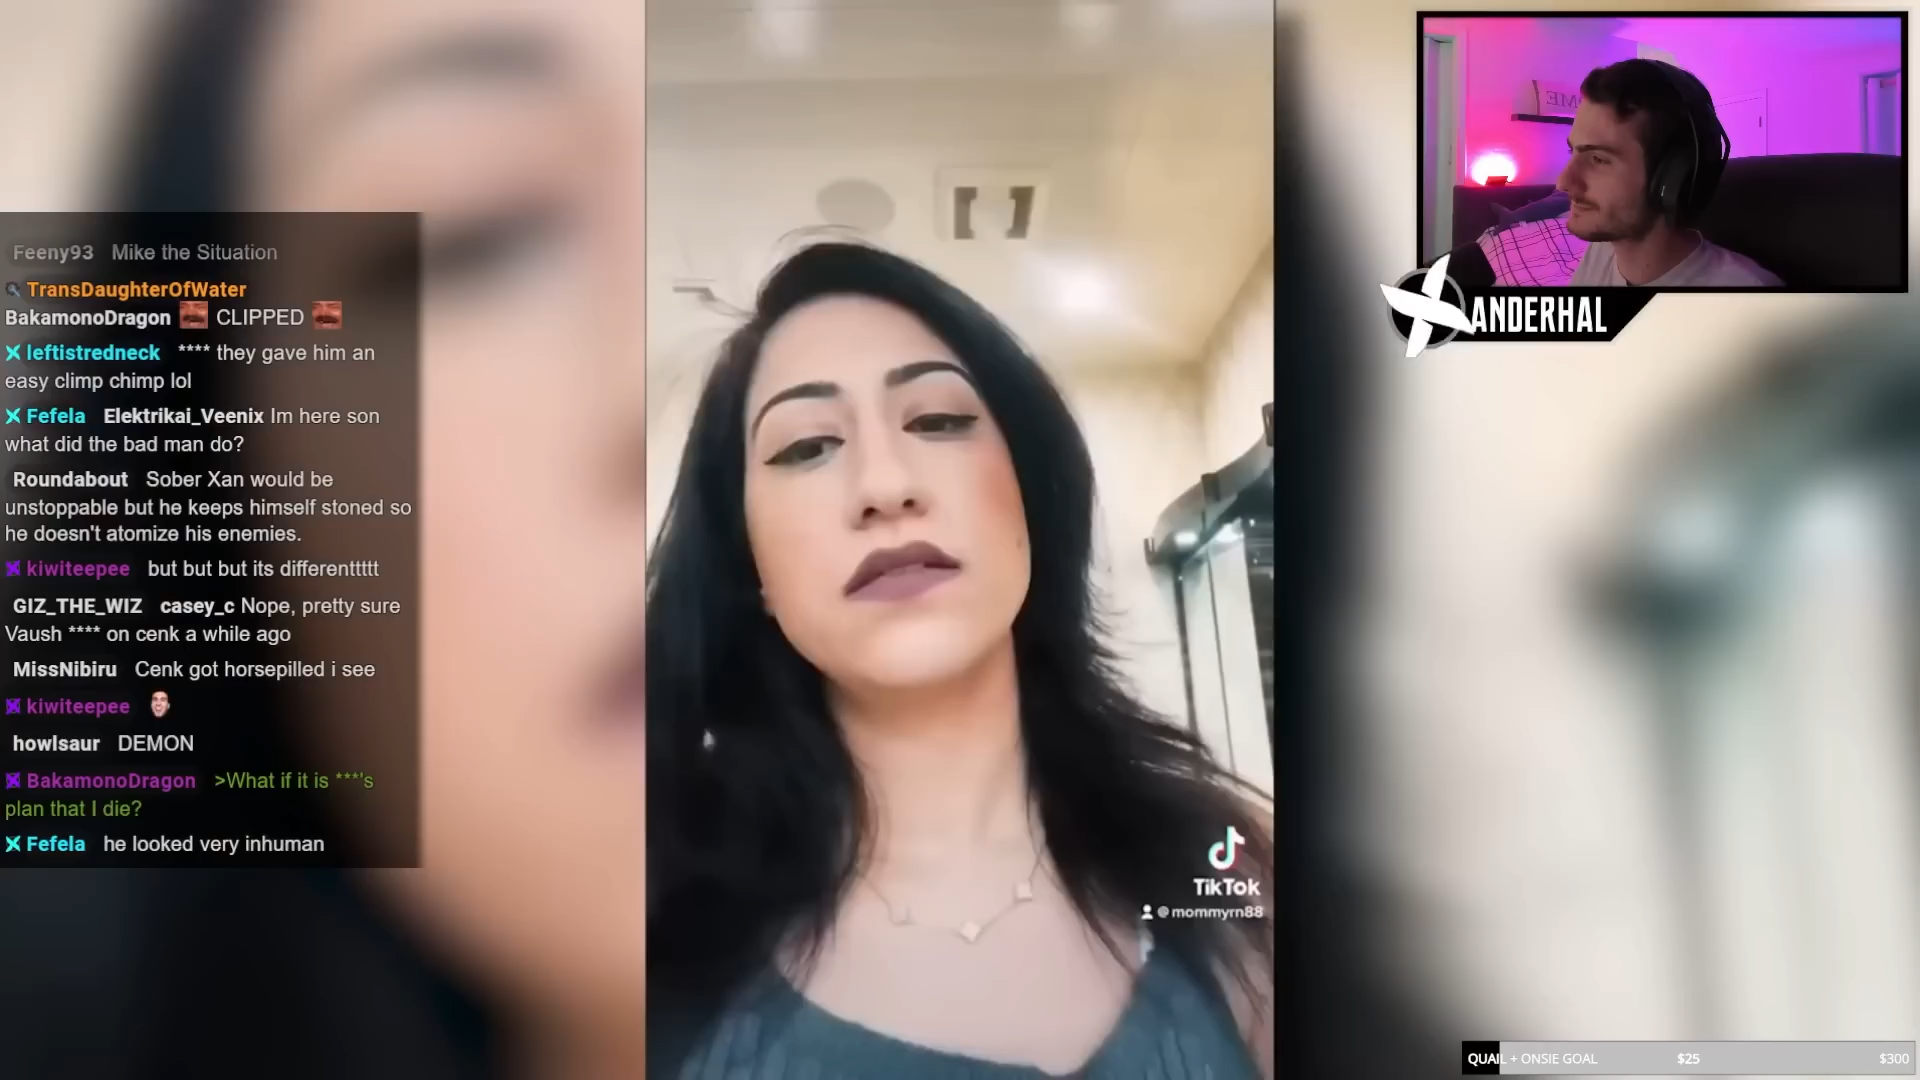 Feeny93 Mike the Situation
TransDaughterOfWater
BakamonoDragon CLIPPED
leftistredneck **** they gave him an
easy climp chimp lol
Fefela Elektrikai_Veenix Im here son
what did the bad man do?
Roundabout Sober Xan would be
unstoppable but he keeps himself stoned so
he doesn't atomize his enemies.
kiwiteepee but but but its differenttttt
GIZ_THE_WIZ casey_c Nope, pretty sure
Vaush **** on cenk a while ago
MissNibiru Cenk got horsepilled i see
kiwiteepee
howlsaur DEMON
BakamonoDragon >What if it is ***'s
plan that I die?
Fefela he looked very inhuman
TikTok
@mommyrn88
ANDERHAL
QUAIL + ONSIE GOAL $25 $300